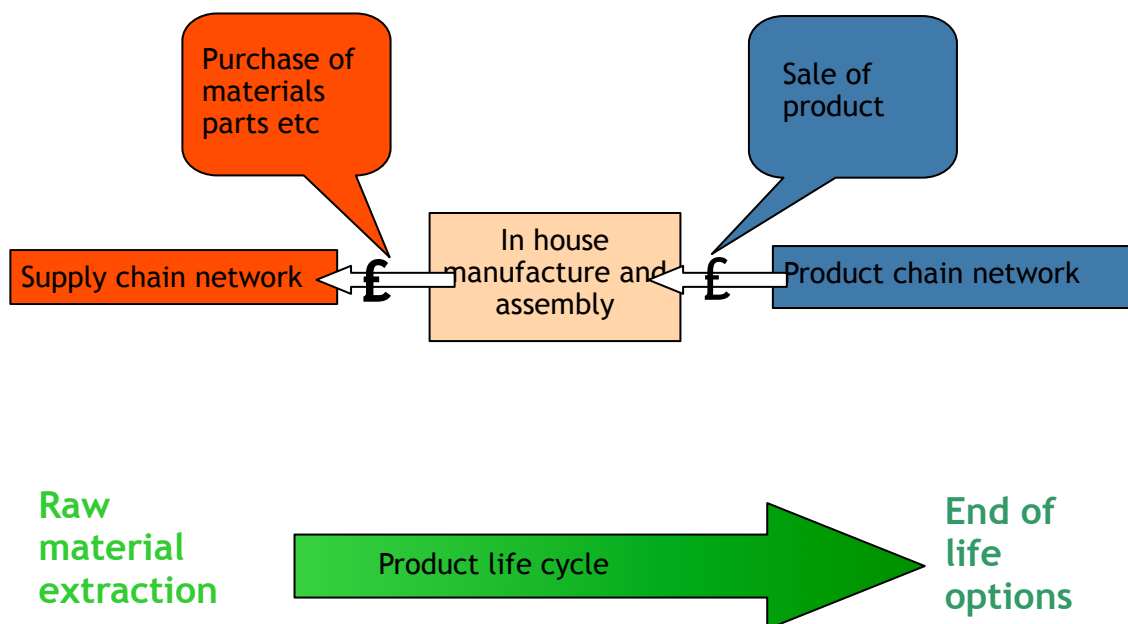 Purchase of
materials
parts etc
Sale of
product
Supply chain network
£
In house
manufacture and
assembly
£
Product chain network
Raw
material
extraction
Product life cycle
End of
life
options